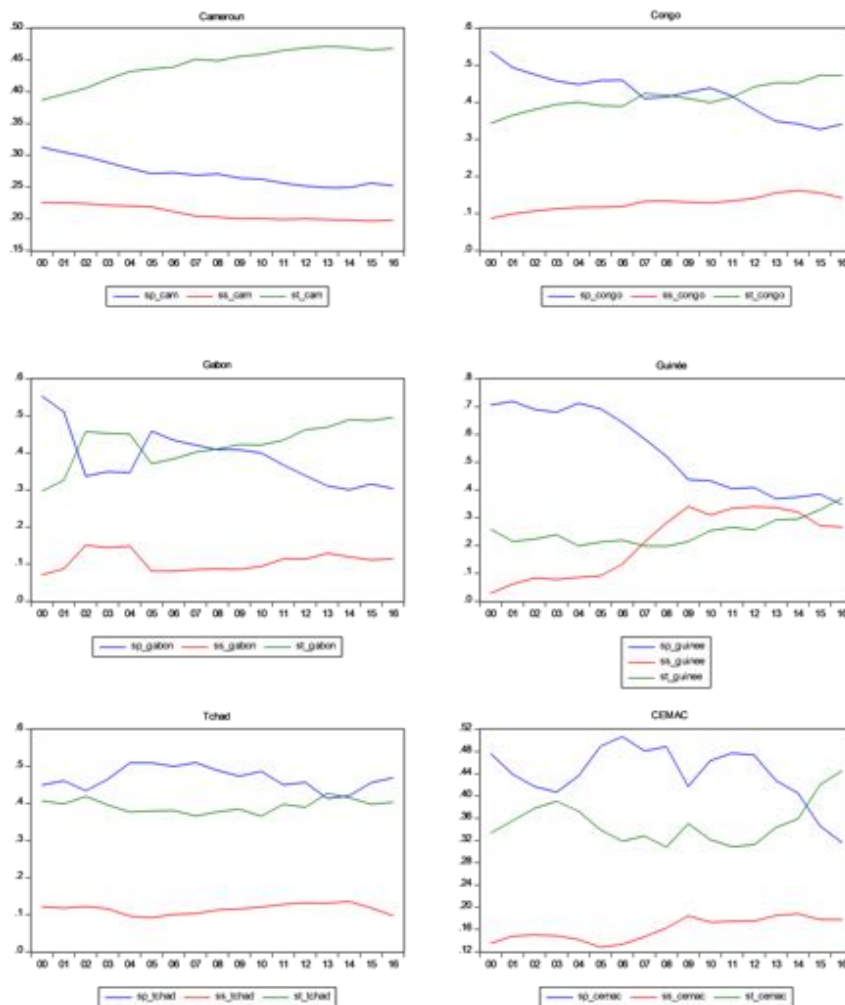 Cameroun
.50
.45
.40
.35
.30
.25
.20
.15
00 01 02 03 04 05 06 07 08 09 10 11 12 13 14 15 16
sp_cam ss_cam st_cam
Congo
.6
.5
.4
.3
.2
.1
.0
00 01 02 03 04 05 06 07 08 09 10 11 12 13 14 15 16
sp_congo ss_congo st_congo
Gabon
.6
.5
.4
.3
.2
.1
.0
00 01 02 03 04 05 06 07 08 09 10 11 12 13 14 15 16
sp_gabon ss_gabon st_gabon
Guinée
.8
.7
.6
.5
.4
.3
.2
.1
.0
00 01 02 03 04 05 06 07 08 09 10 11 12 13 14 15 16
sp_guinee
ss_guinee
st_guinee
Tchad
.6
.5
.4
.3
.2
.1
.0
00 01 02 03 04 05 06 07 08 09 10 11 12 13 14 15 16
sp_tchad ss_tchad st_tchad
CEMAC
.52
.48
.44
.40
.36
.32
.28
.24
.20
.16
.12
00 01 02 03 04 05 06 07 08 09 10 11 12 13 14 15 16
sp_cemac ss_cemac st_cemac